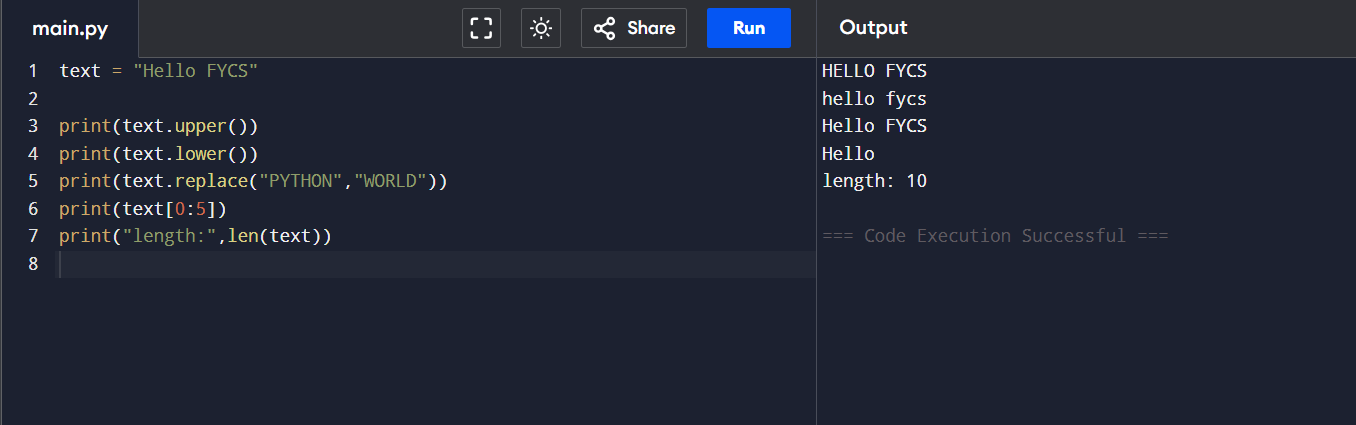 main.py Share Run Output
1 text = "Hello FYCS"
2
3 print(text.upper())
4 print(text.lower())
5 print(text.replace("PYTHON","WORLD"))
6 print(text[0:5])
7 print("length:",len(text))
8
HELLO FYCS
hello fycs
Hello FYCS
Hello
length: 10
=== Code Execution Successful ===